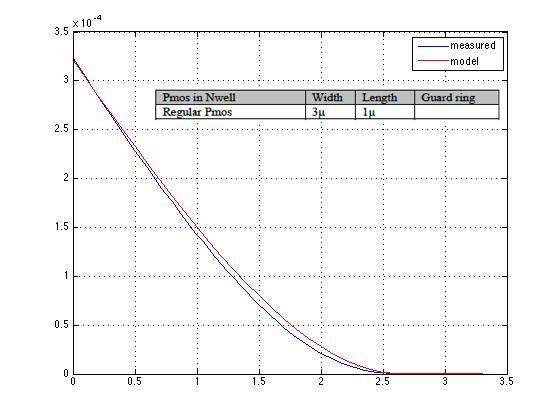 x 10^-4
3.5
measured
model
3
Pmos in Nwell Width Length Guard ring
Regular Pmos 3μ 1μ
2.5
2
1.5
1
0.5
0
0 0.5 1 1.5 2 2.5 3 3.5